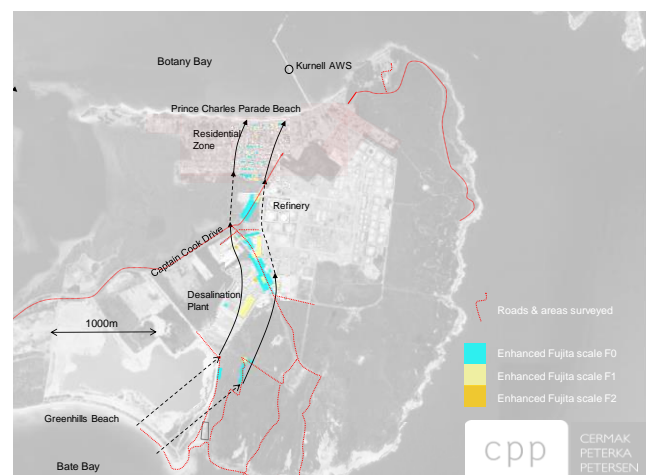 Botany Bay
Kurnell AWS
Prince Charles Parade Beach
Residential
Zone
Refinery
Captain Cook Drive
Desalination
Plant
1000m
Roads & areas surveyed
Enhanced Fujita scale F0
Enhanced Fujita scale F1
Enhanced Fujita scale F2
Greenhills Beach
Bate Bay
cpp
CERMAK
PETERKA
PETERSEN